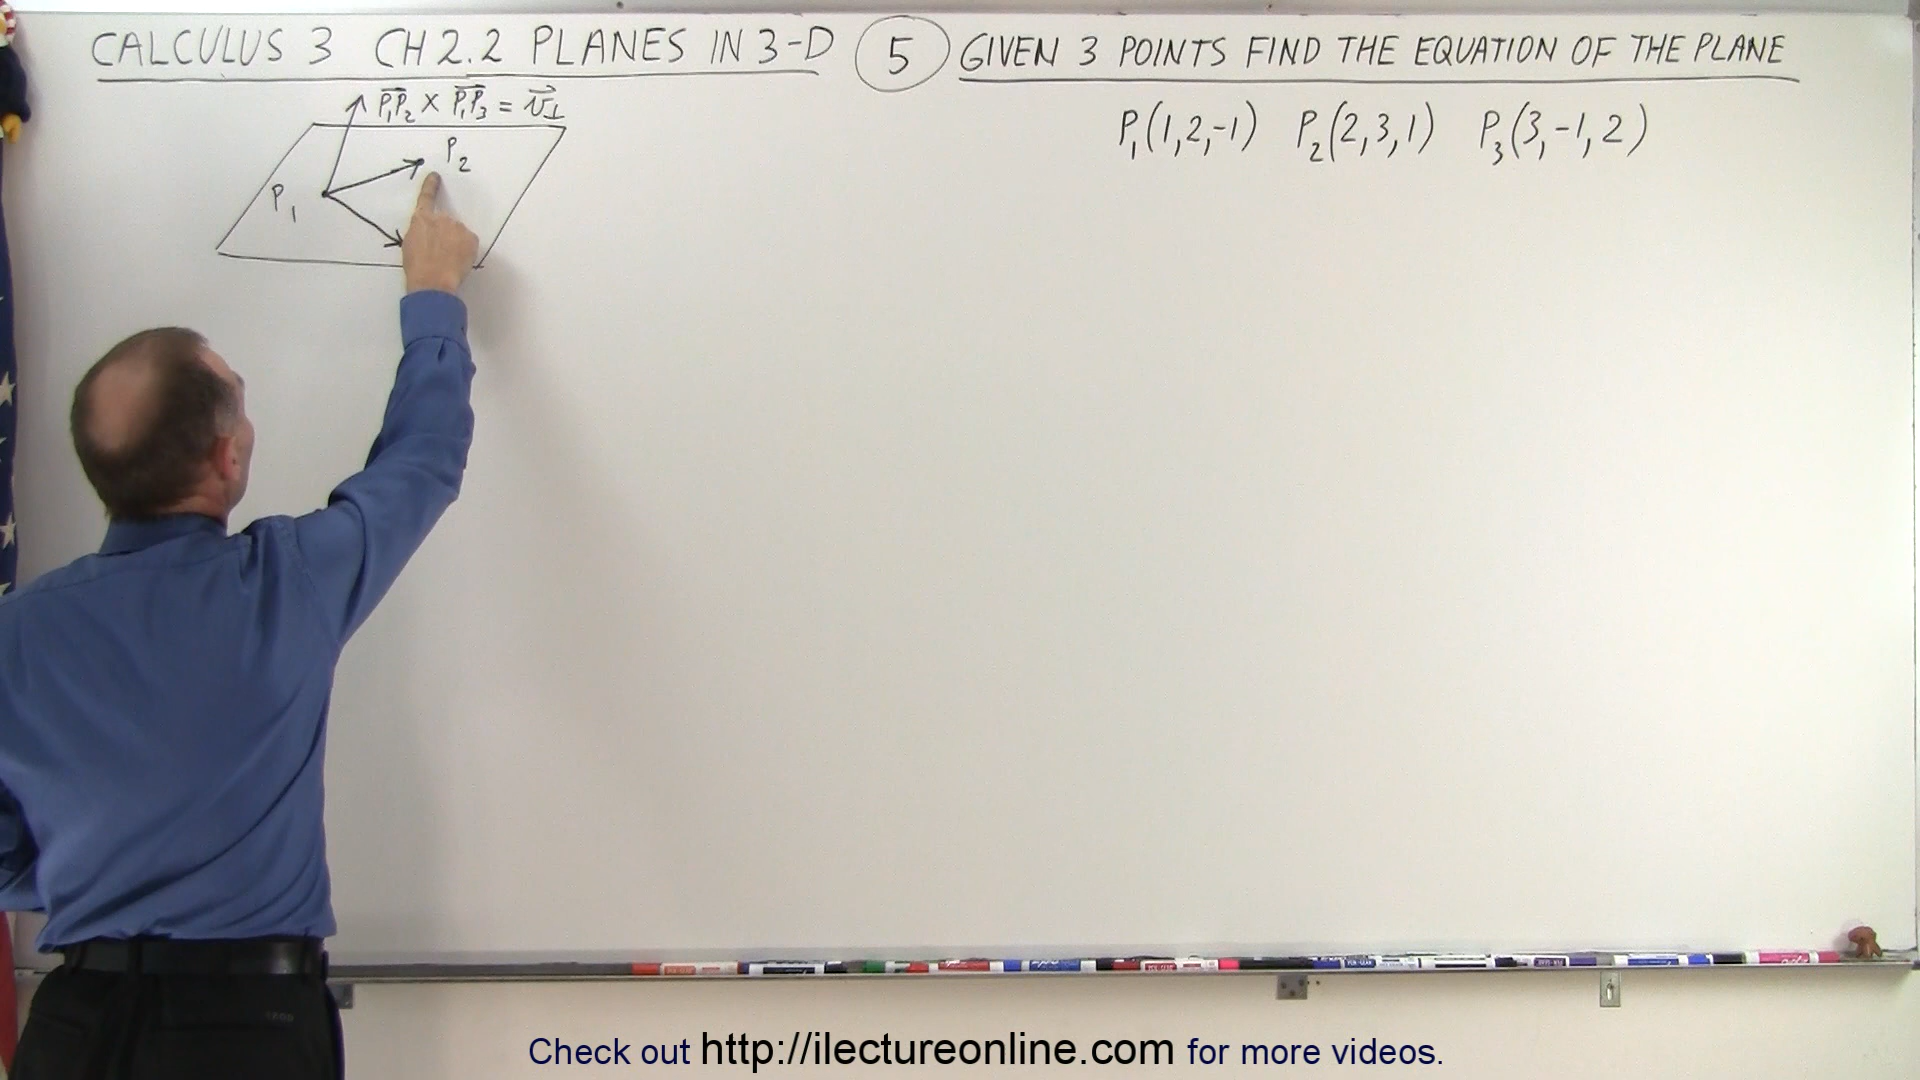 CALCULUS 3 CH 2.2 PLANES IN 3-D 5 GIVEN 3 POINTS FIND THE EQUATION OF THE PLANE
P₁P₂ × P₁P₃ = v⊥
P₁(1,2,-1) P₂(2,3,1) P₃(3,-1,2)
P₂
P₁
Check out http://ilectureonline.com for more videos.